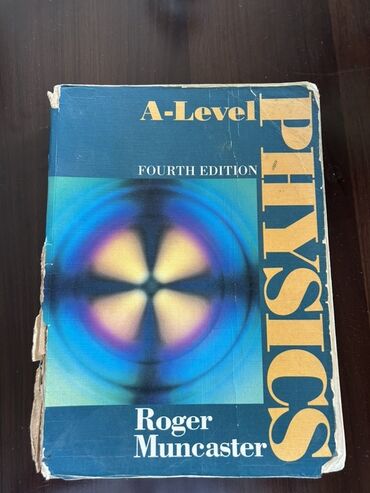 A-Level
PHYSICS
FOURTH EDITION
Roger
Muncaster